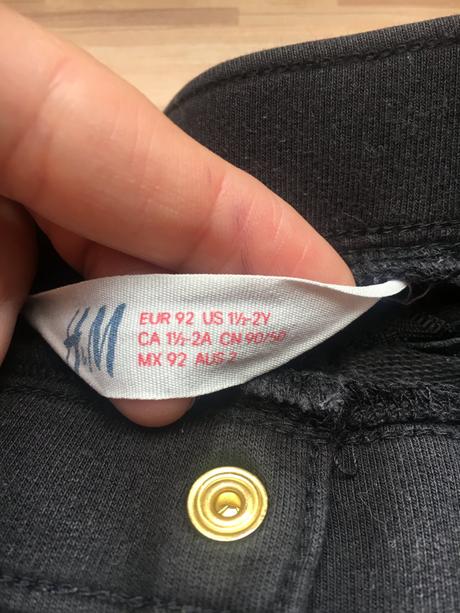 H&M
EUR 92 US 1½-2Y
CA 1½-2A CN 90/50
MX 92 AUS 2